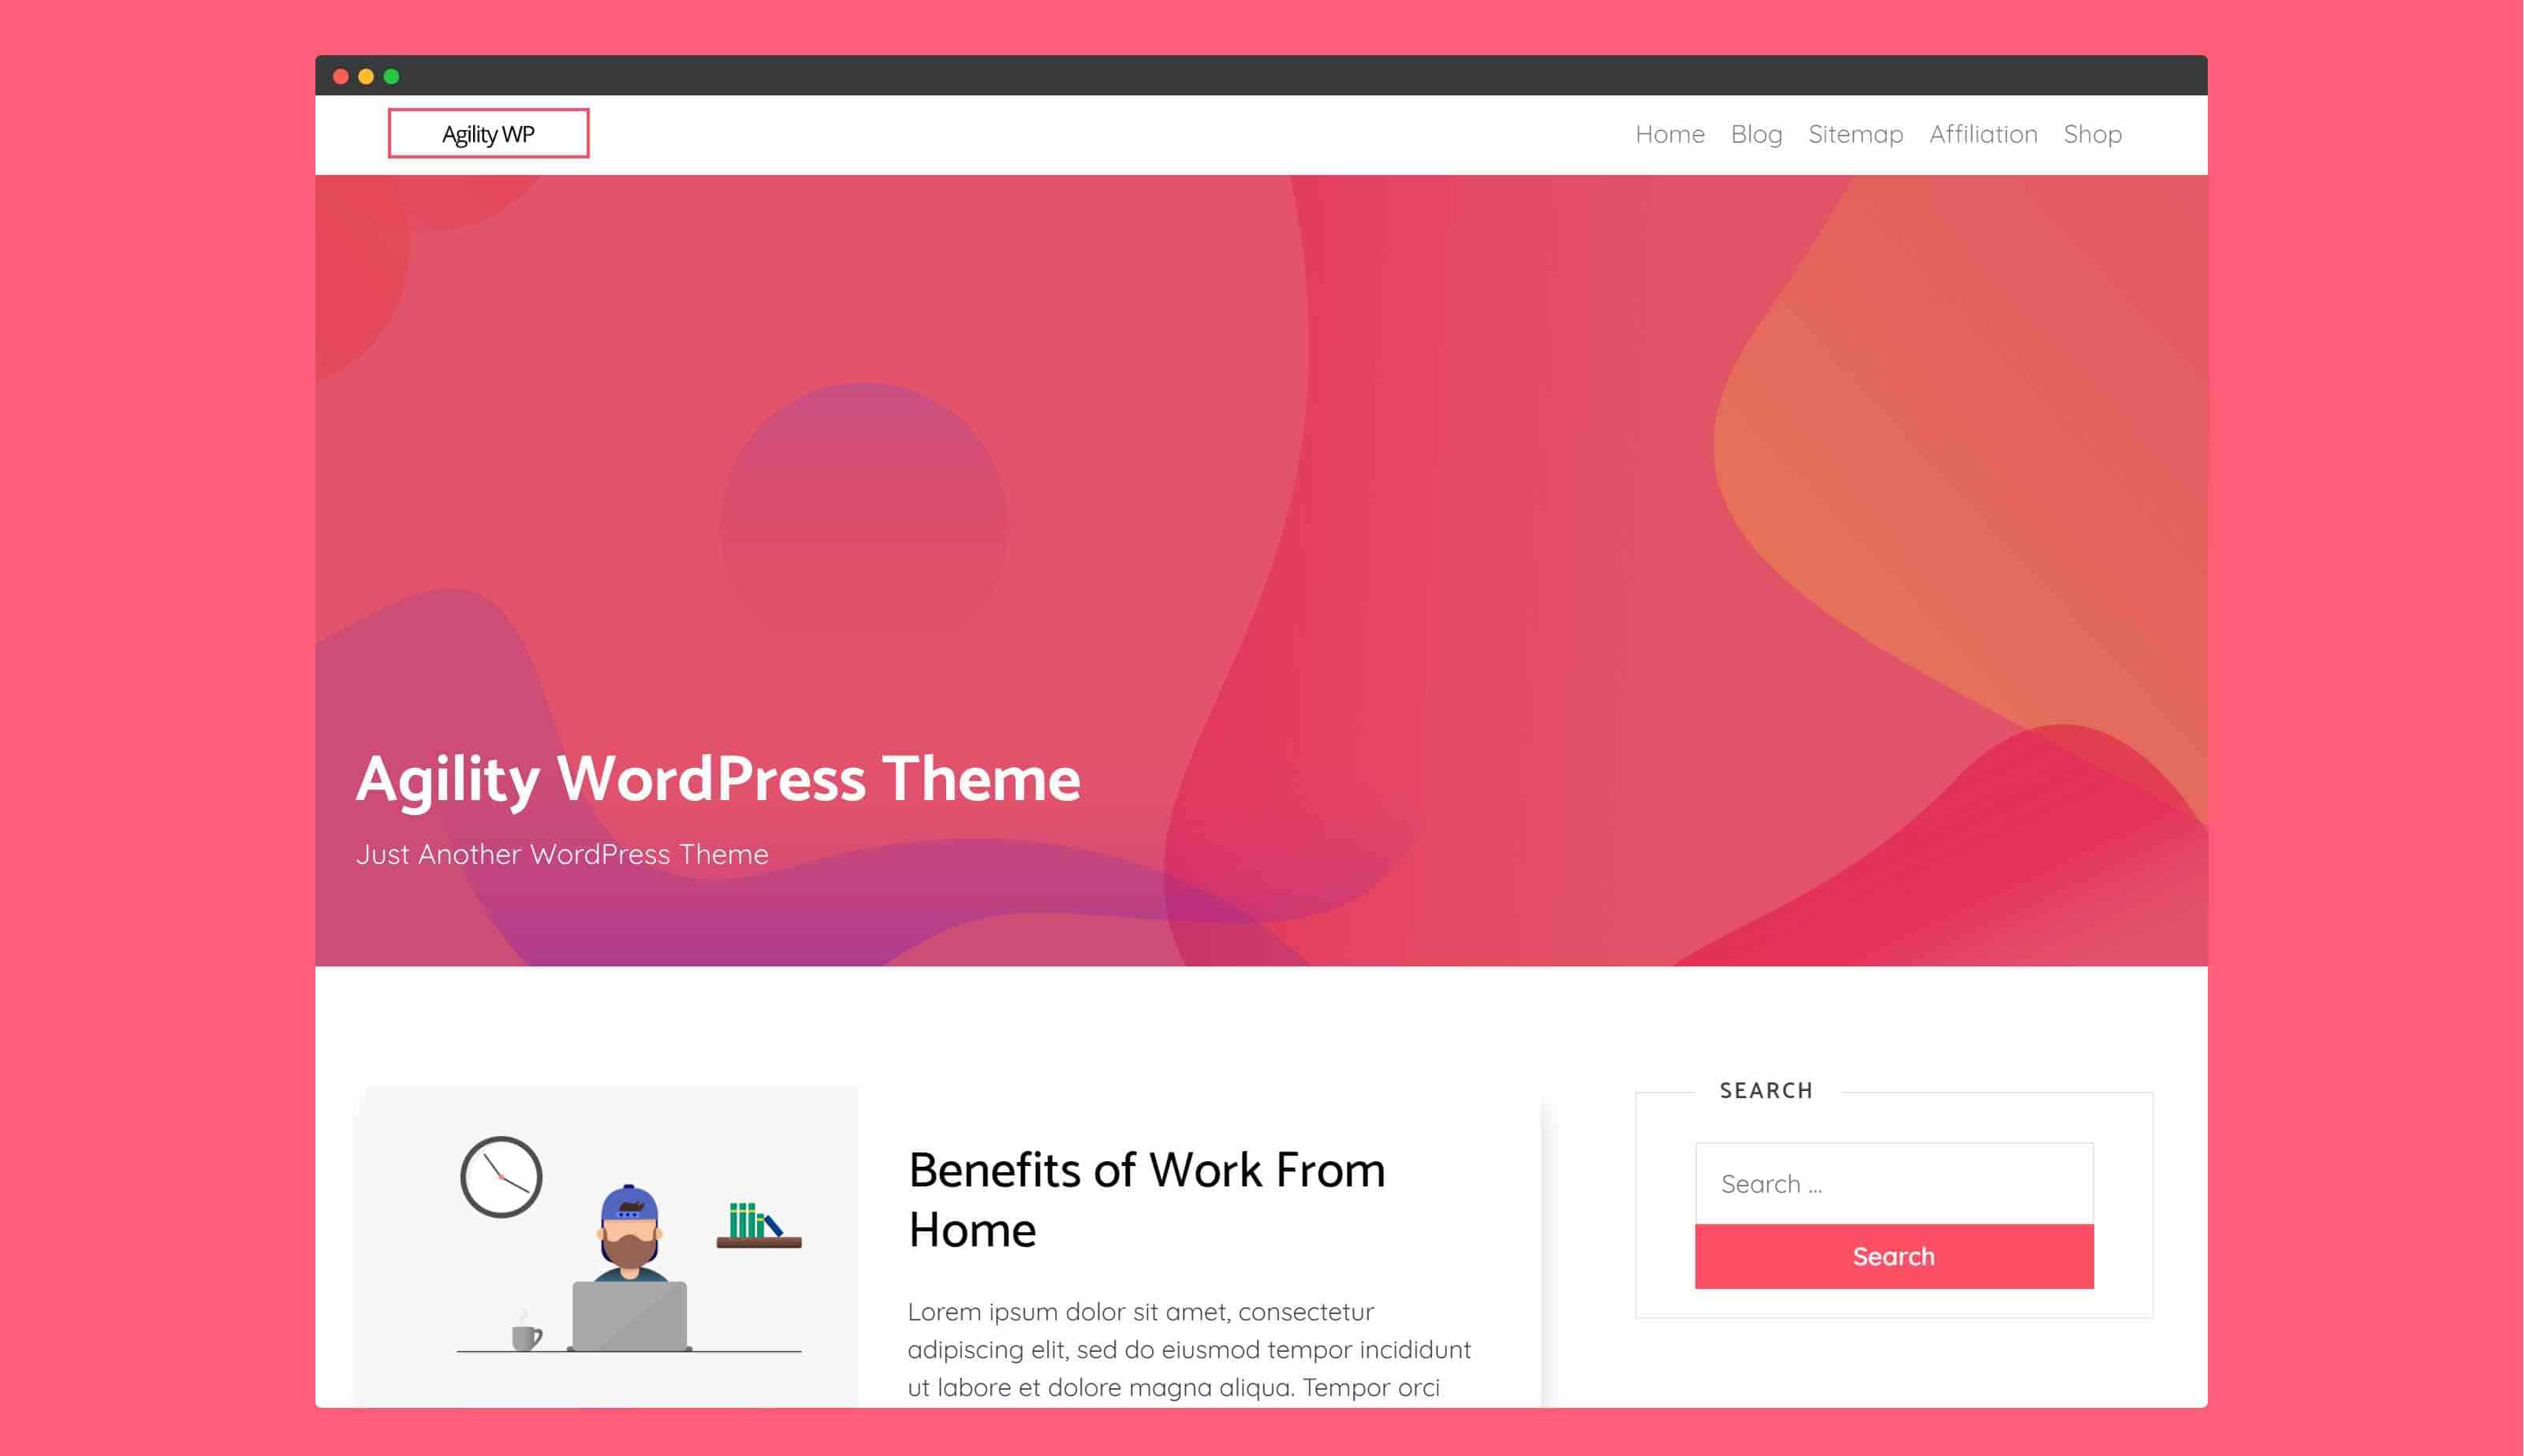 Agility WP
Home Blog Sitemap Affiliation Shop
Agility WordPress Theme
Just Another WordPress Theme
Benefits of Work From
Home
Lorem ipsum dolor sit amet, consectetur
adipiscing elit, sed do eiusmod tempor incididunt
ut labore et dolore magna aliqua. Tempor orci
SEARCH
Search ...
Search